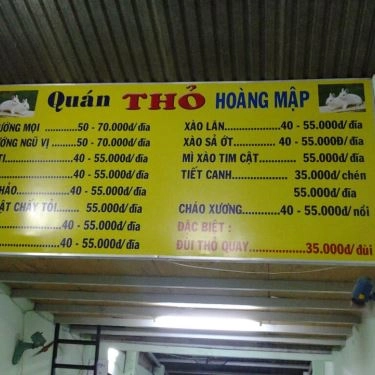 Quán THỎ HOÀNG MẬP
ƯỚNG MỌI ............50 - 70.000đ/đĩa
ỚNG NGŨ VỊ ........50 - 70.000đ/đĩa
40 - 55.000đ/đĩa
40 - 55.000đ/đĩa
40 - 55.000đ/đĩa
CHÁY TỎI....... 55.000đ/đĩa
40 - 55.000đ/đĩa
40 - 55.000đ/đĩa
XÀO LĂN..............40 - 55.000đ/đĩa
XÀO SẢ ỚT...........40 - 55.000Đ/đĩa
MÌ XÀO TIM CẬT....... 55.000đ/đĩa
TIẾT CANH............. 35.000đ/chén
55.000đ/đĩa
CHÁO XƯƠNG.......40 - 55.000đ/nồi
ĐẶC BIỆT :
ĐÙI THỎ QUAY...............35.000đ/đùi